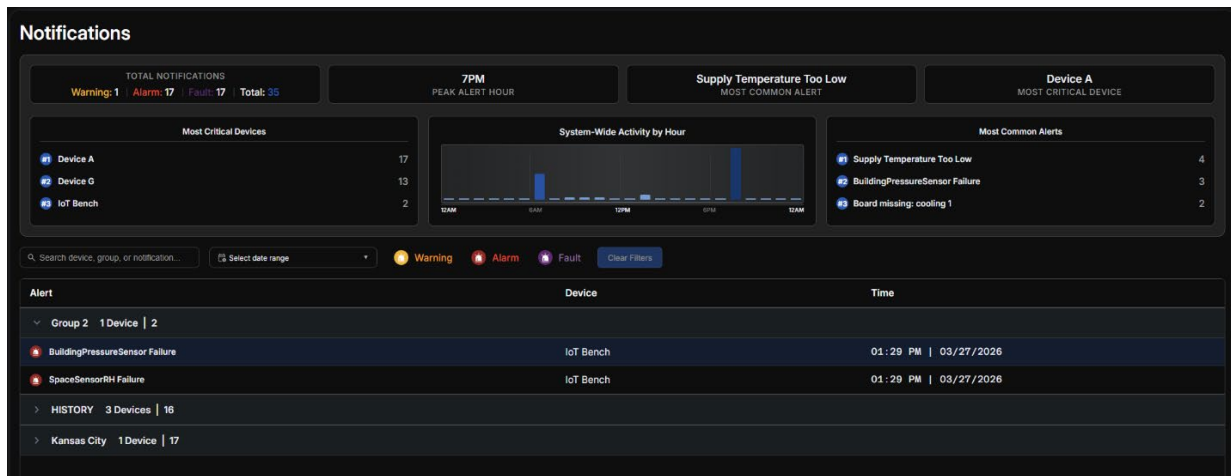 Notifications
TOTAL NOTIFICATIONS
Warning: 1 | Alarm: 17 | Fault: 17 | Total: 35
7PM
PEAK ALERT HOUR
Supply Temperature Too Low
MOST COMMON ALERT
Device A
MOST CRITICAL DEVICE
Most Critical Devices
#1 Device A 17
#2 Device G 13
#3 IoT Bench 2
System-Wide Activity by Hour
12AM 6AM 12PM 6PM 12AM
Most Common Alerts
#1 Supply Temperature Too Low 4
#2 BuildingPressureSensor Failure 3
#3 Board missing: cooling 1 2
Search device, group, or notification... Select date range Warning Alarm Fault Clear Filters
Alert Device Time
Group 2 1 Device | 2
BuildingPressureSensor Failure IoT Bench 01:29 PM | 03/27/2026
SpaceSensorRH Failure IoT Bench 01:29 PM | 03/27/2026
HISTORY 3 Devices | 16
Kansas City 1 Device | 17